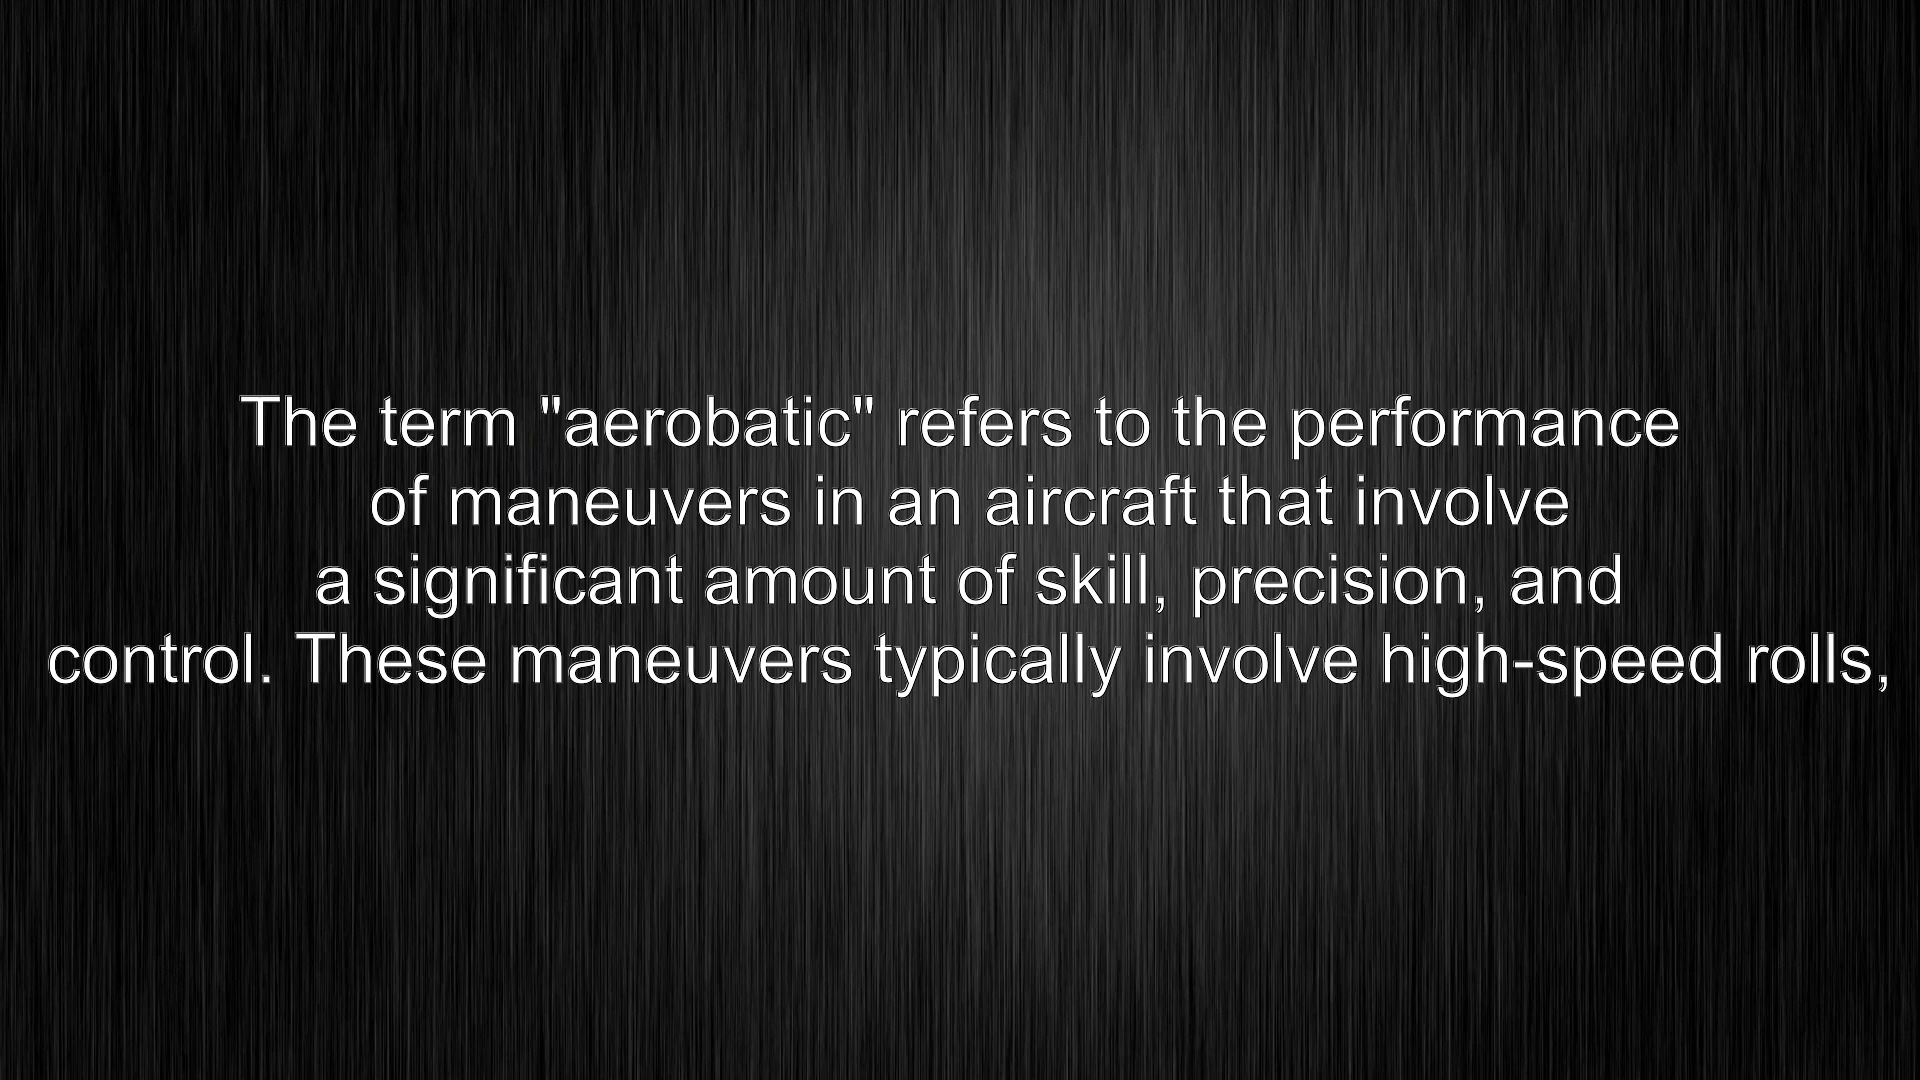 The term "aerobatic" refers to the performance
of maneuvers in an aircraft that involve
a significant amount of skill, precision, and
control. These maneuvers typically involve high-speed rolls,